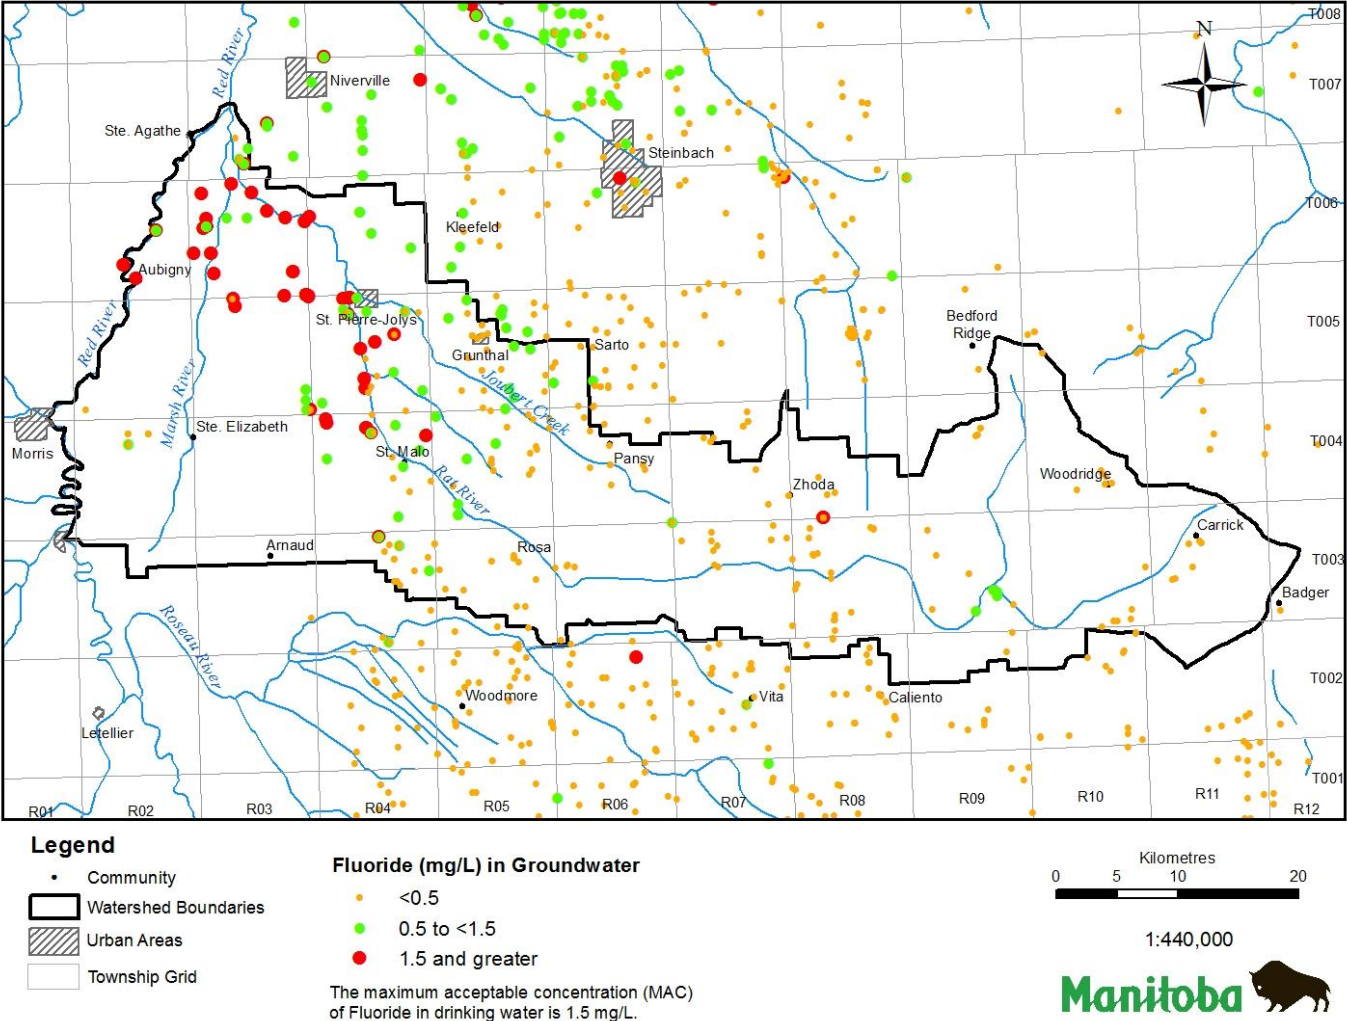 T008
N
Red River
Niverville
T007
Ste. Agathe
Steinbach
T006
Kleefeld
Aubigny
Red River
St. Pierre-Jolys
Bedford
Ridge
T005
Sarto
Grunthal
Joubert Creek
Marsh River
Ste. Elizabeth
T004
Morris
St. Malo
Pansy
Rat River
Woodridge
Zhoda
Carrick
Arnaud
Rosa
T003
Badger
Roseau River
T002
Woodmore
Vita
Caliento
Letellier
T001
R01
R02
R03
R04
R05
R06
R07
R08
R09
R10
R11
R12
Legend
Community
Watershed Boundaries
Urban Areas
Township Grid
Fluoride (mg/L) in Groundwater
<0.5
0.5 to <1.5
1.5 and greater
The maximum acceptable concentration (MAC)
of Fluoride in drinking water is 1.5 mg/L.
Kilometres
0 5 10 20
1:440,000
Manitoba